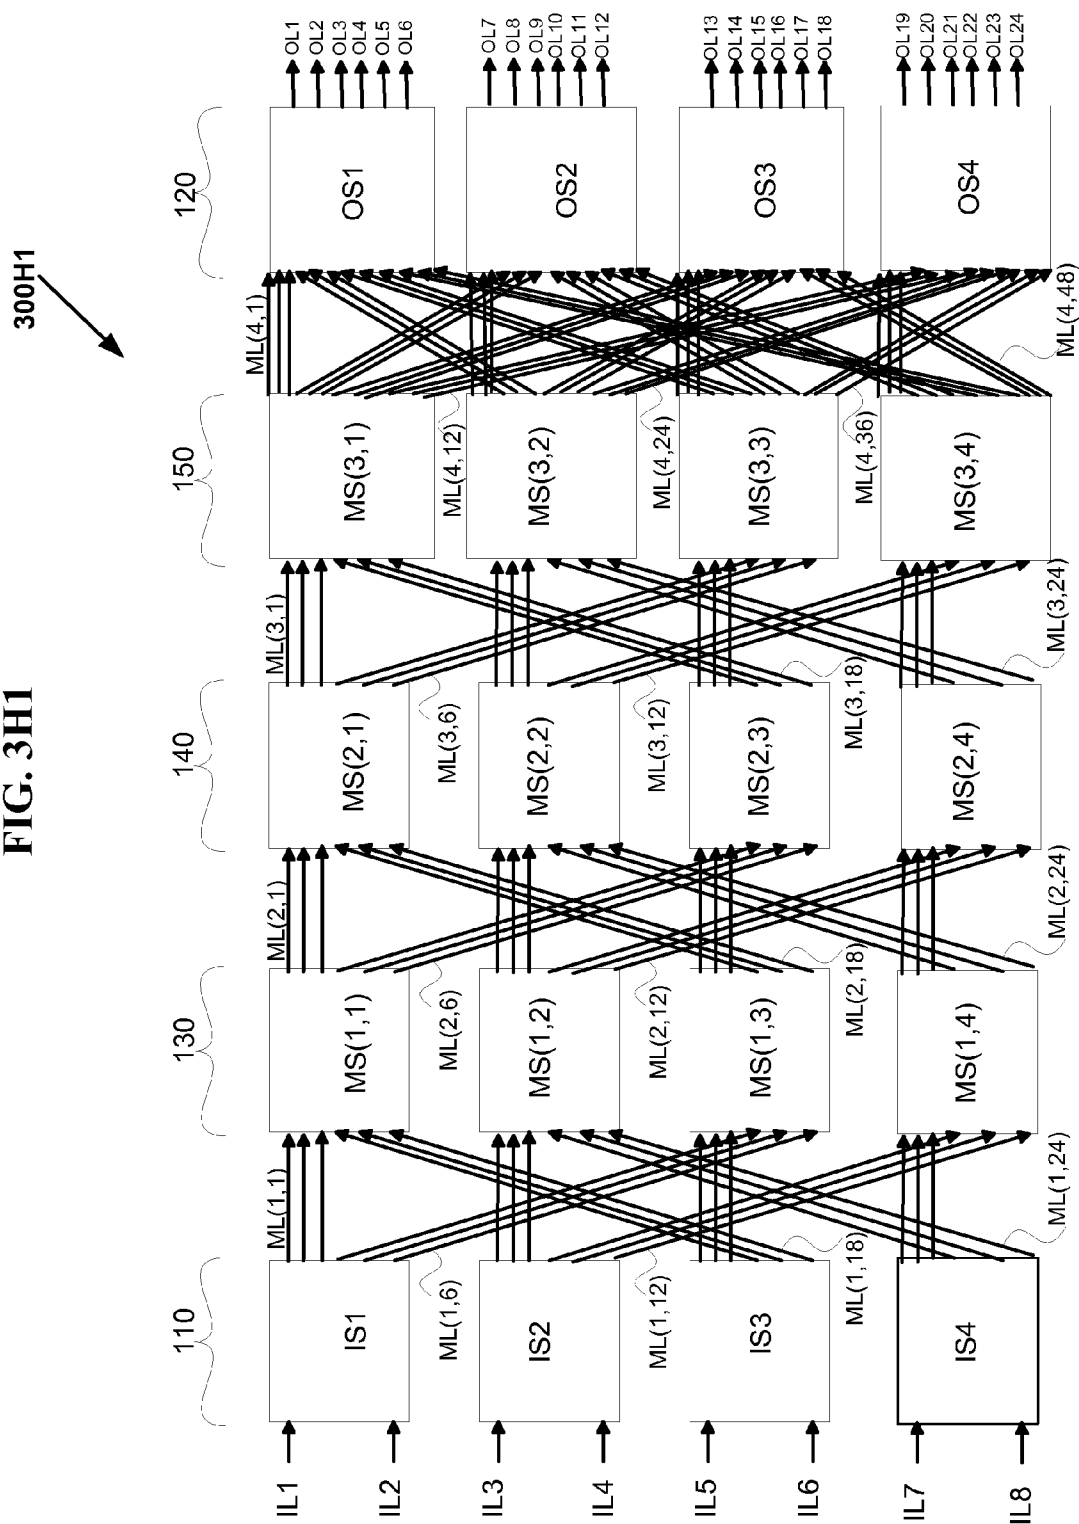 FIG. 3H1
300H1
110
130
140
150
120
IL1
IL2
IL3
IL4
IL5
IL6
IL7
IL8
IS1
IS2
IS3
IS4
ML(1,1)
ML(1,6)
ML(1,12)
ML(1,18)
ML(1,24)
MS(1,1)
MS(1,2)
MS(1,3)
MS(1,4)
ML(2,1)
ML(2,6)
ML(2,12)
ML(2,18)
ML(2,24)
MS(2,1)
MS(2,2)
MS(2,3)
MS(2,4)
ML(3,1)
ML(3,6)
ML(3,12)
ML(3,18)
ML(3,24)
MS(3,1)
MS(3,2)
MS(3,3)
MS(3,4)
ML(4,1)
ML(4,12)
ML(4,24)
ML(4,36)
ML(4,48)
OS1
OS2
OS3
OS4
OL1
OL2
OL3
OL4
OL5
OL6
OL7
OL8
OL9
OL10
OL11
OL12
OL13
OL14
OL15
OL16
OL17
OL18
OL19
OL20
OL21
OL22
OL23
OL24